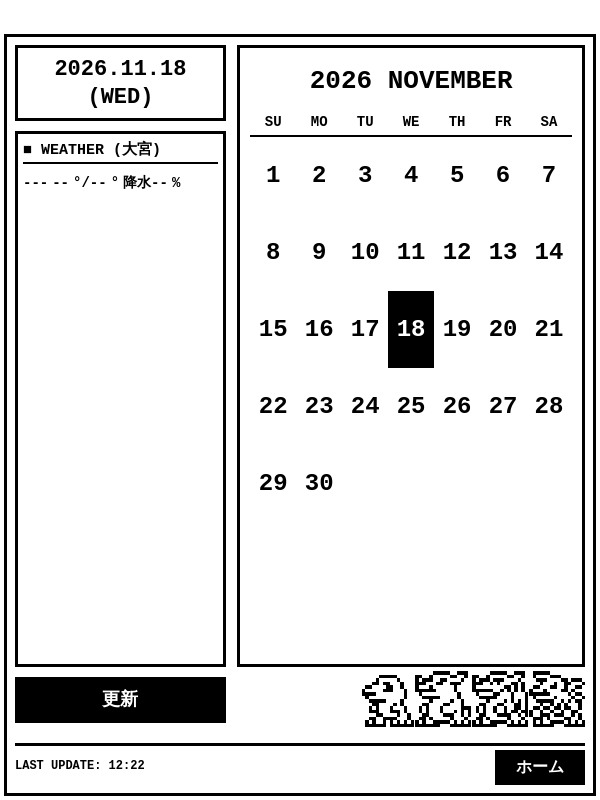 2026.11.18
(WED)
■ WEATHER (大宮)
--- -- °/-- ° 降水-- %
2026 NOVEMBER
SU MO TU WE TH FR SA
1 2 3 4 5 6 7
8 9 10 11 12 13 14
15 16 17 18 19 20 21
22 23 24 25 26 27 28
29 30
更新
LAST UPDATE: 12:22
ホーム